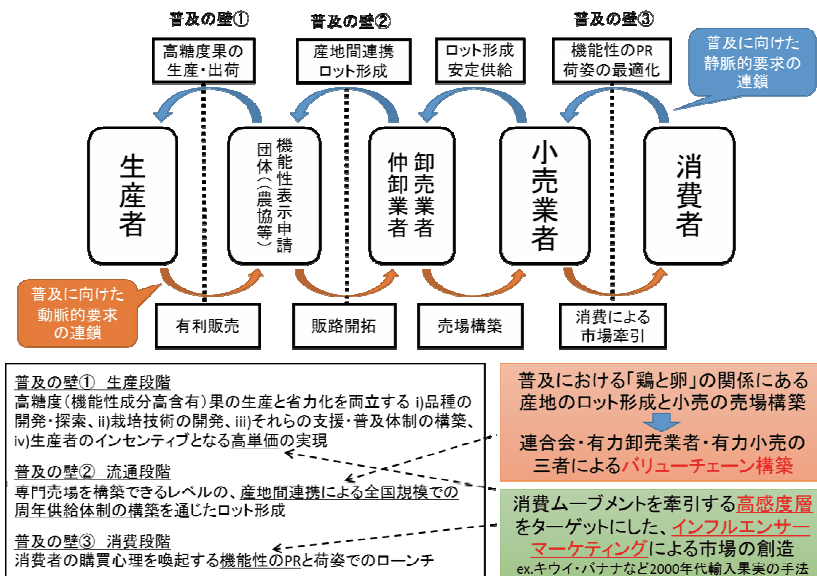 普及の壁①
普及の壁②
普及の壁③
高糖度果の
生産・出荷
産地間連携
ロット形成
ロット形成
安定供給
機能性のPR
荷姿の最適化
普及に向けた
静脈的要求の
連鎖
生産者
機能性表示申請
団体(（農協等）
卸売業者
仲卸業者
小売業者
消費者
普及に向けた
動脈的要求
の連鎖
有利販売
販路開拓
売場構築
消費による
市場牽引
普及の壁①　生産段階
高糖度（機能性成分高含有）果の生産と省力化を両立する i)品種の
開発・探索、ii)栽培技術の開発、iii)それらの支援・普及体制の構築、
iv)生産者のインセンティブとなる高単価の実現
普及の壁②　流通段階
専門売場を構築できるレベルの、産地間連携による全国規模での
周年供給体制の構築を通じたロット形成
普及の壁③　消費段階
消費者の購買心理を喚起する機能性のPRと荷姿でのローンチ
普及における「鶏と卵」の関係にある
産地のロット形成と小売の売場構築
連合会・有力卸売業者・有力小売の
三者によるバリューチェーン構築
消費ムーブメントを牽引する高感度層
をターゲットにした、インフルエンサー
マーケティングによる市場の創造
ex.キウイ・バナナなど2000年代輸入果実の手法